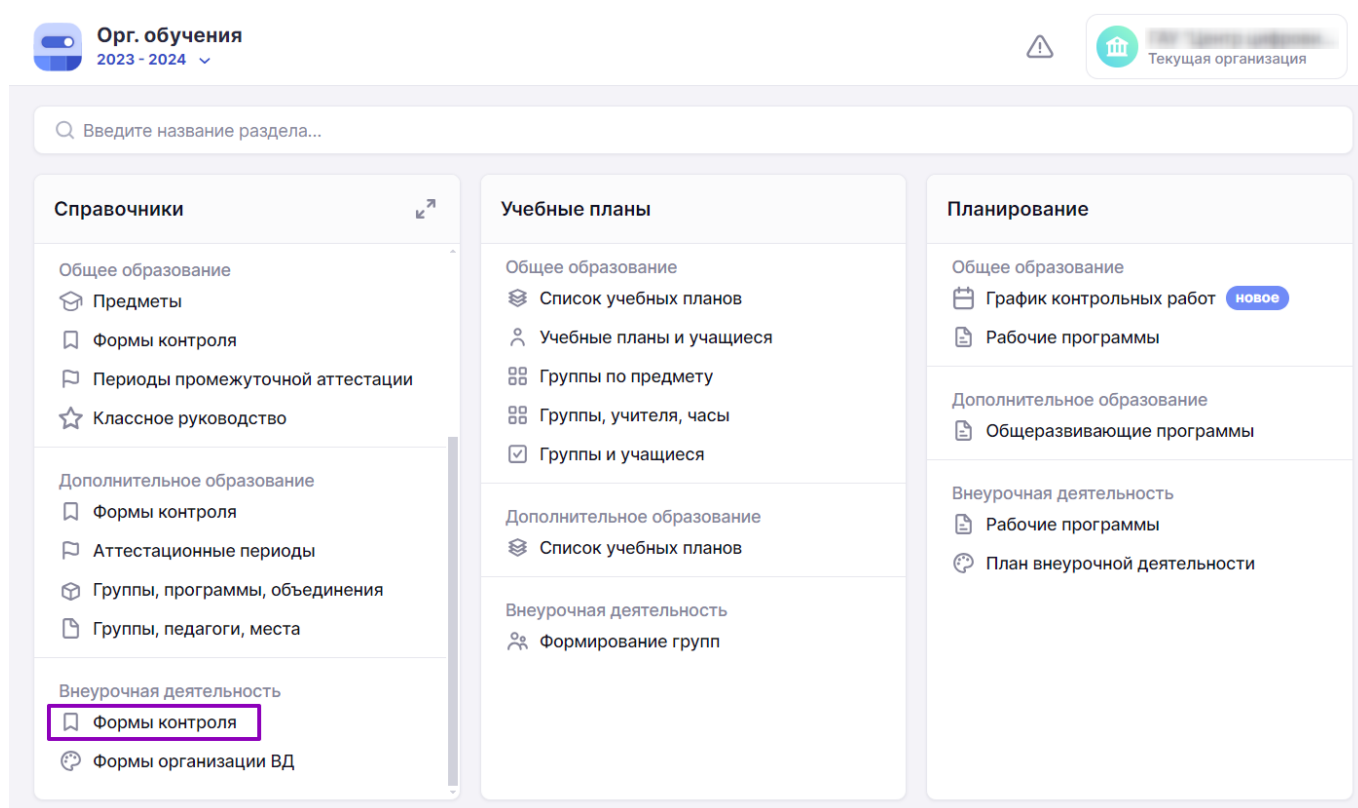 Орг. обучения
2023 - 2024
Текущая организация
Введите название раздела...
Справочники
Общее образование
Предметы
Формы контроля
Периоды промежуточной аттестации
Классное руководство
Дополнительное образование
Формы контроля
Аттестационные периоды
Группы, программы, объединения
Группы, педагоги, места
Внеурочная деятельность
Формы контроля
Формы организации ВД
Учебные планы
Общее образование
Список учебных планов
Учебные планы и учащиеся
Группы по предмету
Группы, учителя, часы
Группы и учащиеся
Дополнительное образование
Список учебных планов
Внеурочная деятельность
Формирование групп
Планирование
Общее образование
График контрольных работ новое
Рабочие программы
Дополнительное образование
Общеразвивающие программы
Внеурочная деятельность
Рабочие программы
План внеурочной деятельности